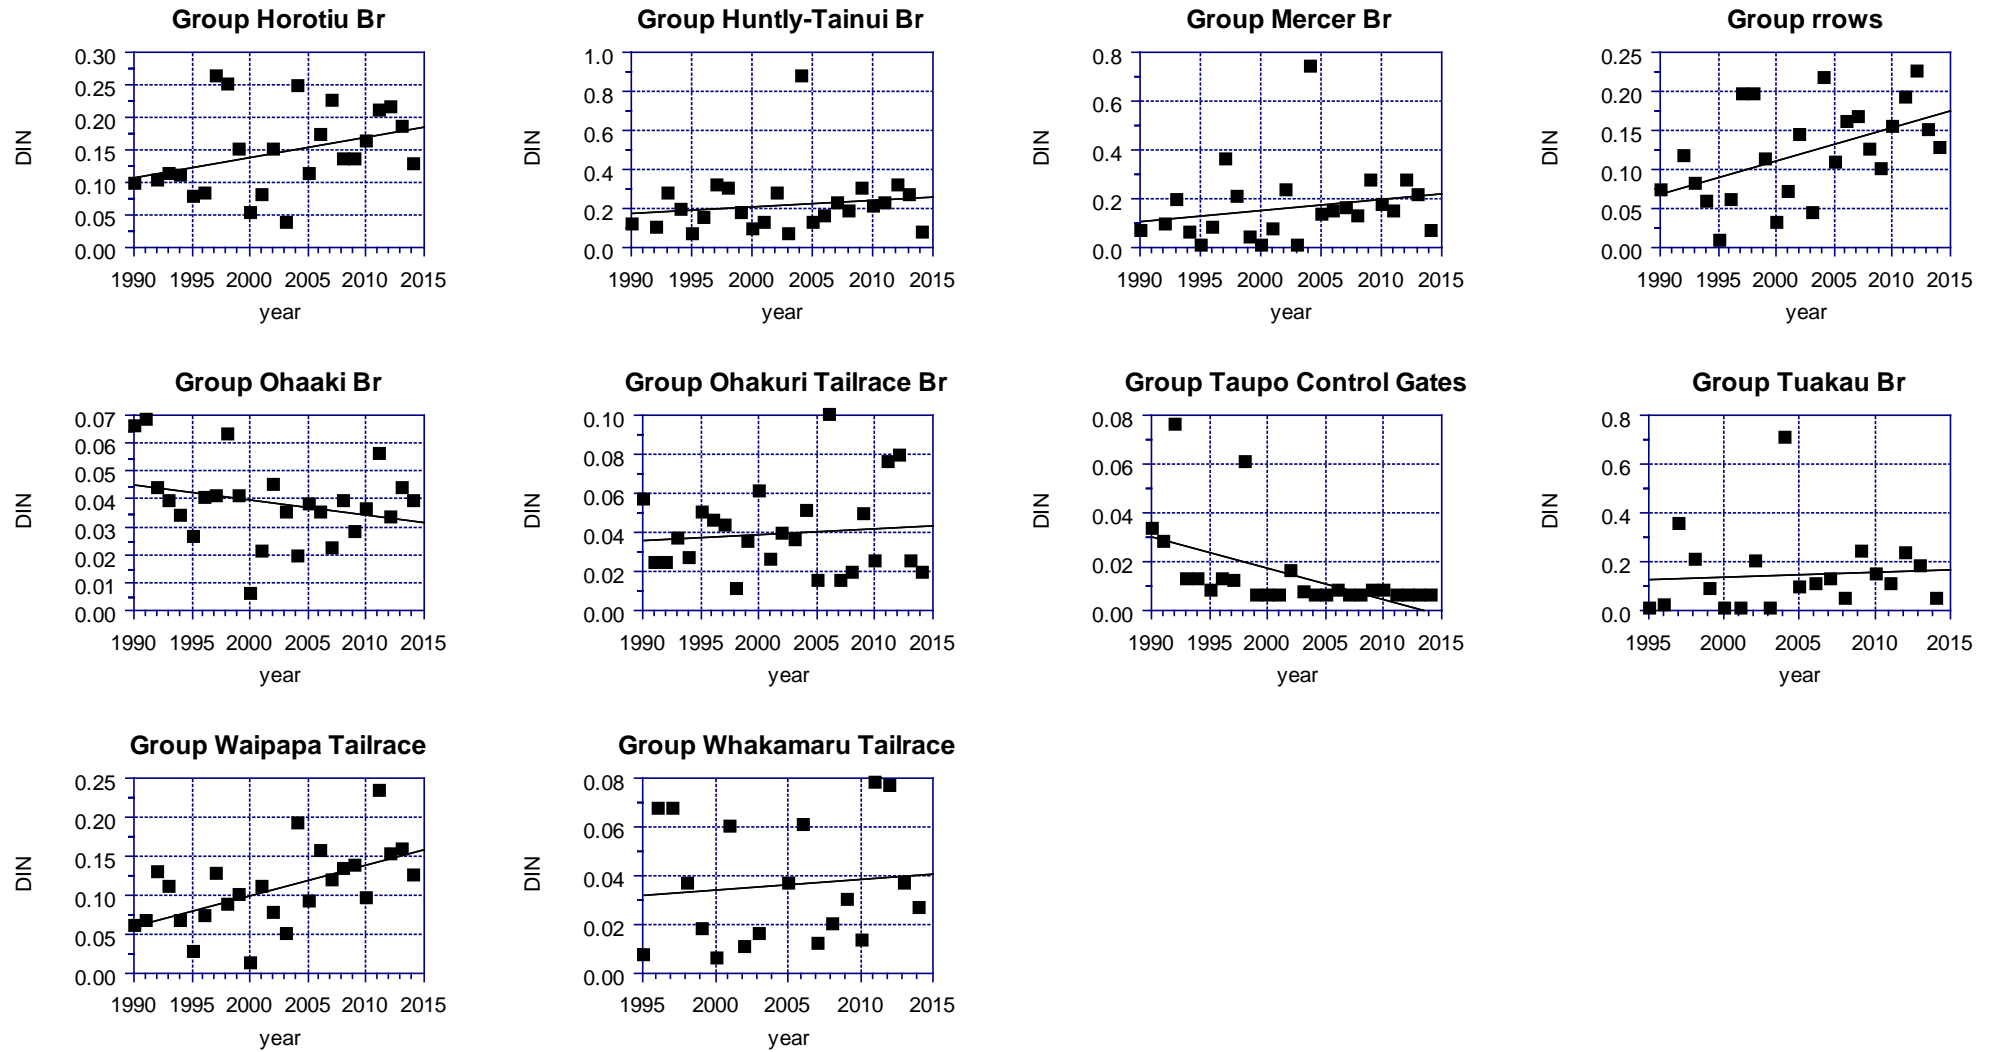 Group Horotiu Br
0.30
0.25
0.20
0.15
0.10
0.05
0.00
DIN
1990 1995 2000 2005 2010 2015
year
Group Huntly-Tainui Br
1.0
0.8
0.6
0.4
0.2
0.0
DIN
1990 1995 2000 2005 2010 2015
year
Group Mercer Br
0.8
0.6
0.4
0.2
0.0
DIN
1990 1995 2000 2005 2010 2015
year
Group rrows
0.25
0.20
0.15
0.10
0.05
0.00
DIN
1990 1995 2000 2005 2010 2015
year
Group Ohaaki Br
0.07
0.06
0.05
0.04
0.03
0.02
0.01
0.00
DIN
1990 1995 2000 2005 2010 2015
year
Group Ohakuri Tailrace Br
0.10
0.08
0.06
0.04
0.02
0.00
DIN
1990 1995 2000 2005 2010 2015
year
Group Taupo Control Gates
0.08
0.06
0.04
0.02
0.00
DIN
1990 1995 2000 2005 2010 2015
year
Group Tuakau Br
0.8
0.6
0.4
0.2
0.0
DIN
1995 2000 2005 2010 2015
year
Group Waipapa Tailrace
0.25
0.20
0.15
0.10
0.05
0.00
DIN
1990 1995 2000 2005 2010 2015
year
Group Whakamaru Tailrace
0.08
0.06
0.04
0.02
0.00
DIN
1995 2000 2005 2010 2015
year